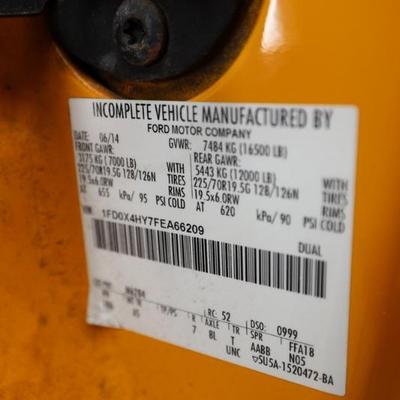 INCOMPLETE VEHICLE MANUFACTURED BY
FORD MOTOR COMPANY
DATE: 06/14 GVWR: 7484 KG (16500 LB)
FRONT GAWR: REAR GAWR:
3175 KG (7000 LB) WITH 5443 KG (12000 LB) WITH
225/70R19.5G 128/126N TIRES 225/70R19.5G 128/126N TIRES
19.5x6.0RW RIMS 19.5x6.0RW RIMS
AT 655 kPa/ 95 PSI COLD AT 620 kPa/ 90 PSI COLD
VIN: 1FD0X4HY7FEA66209
DUAL
RC: 52 DSO: 0999
TP/PS R AXLE TR SPR FFA18
7 BL T AABB N05
UNC ▽5U5A-1520472-BA